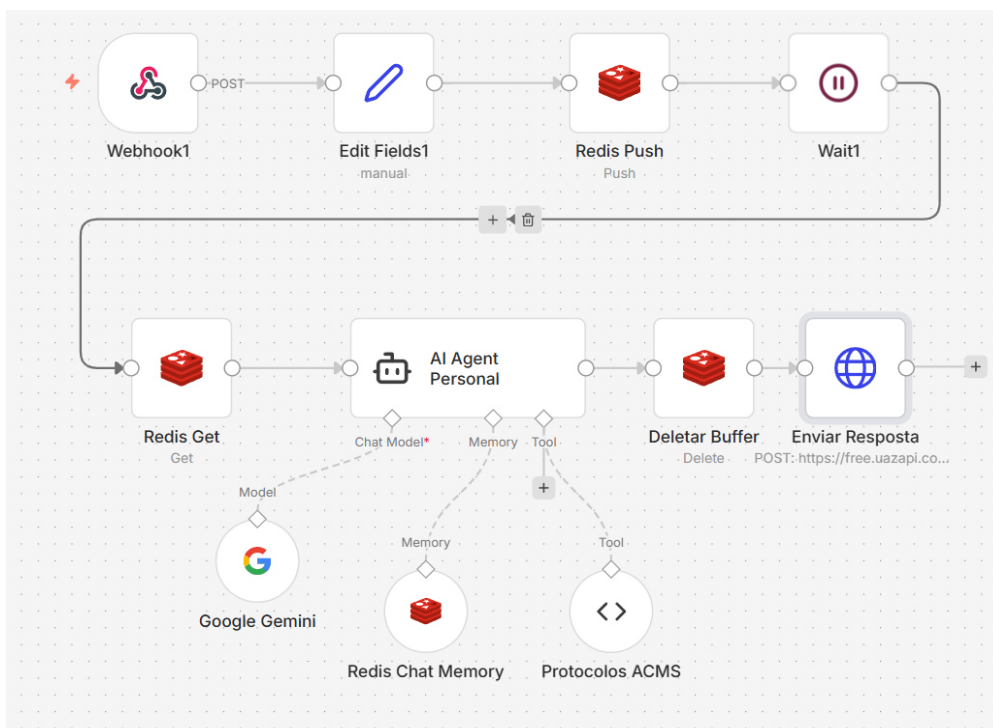 POST
Webhook1
Edit Fields1
manual
Redis Push
Push
Wait1
Redis Get
Get
AI Agent
Personal
Chat Model*
Memory
Tool
Deletar Buffer
Delete
Enviar Resposta
POST: https://free.uazapi.co...
Model
Google Gemini
Memory
Redis Chat Memory
Tool
Protocolos ACMS